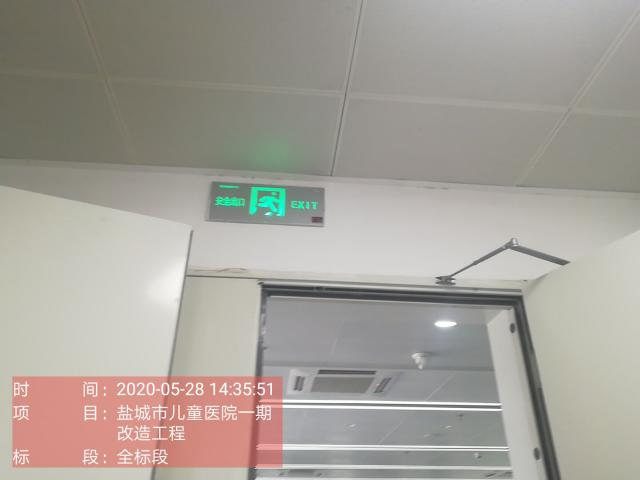 安全出口 EXIT
时 间：2020-05-28 14:35:51
项 目：盐城市儿童医院一期
改造工程
标 段：全标段